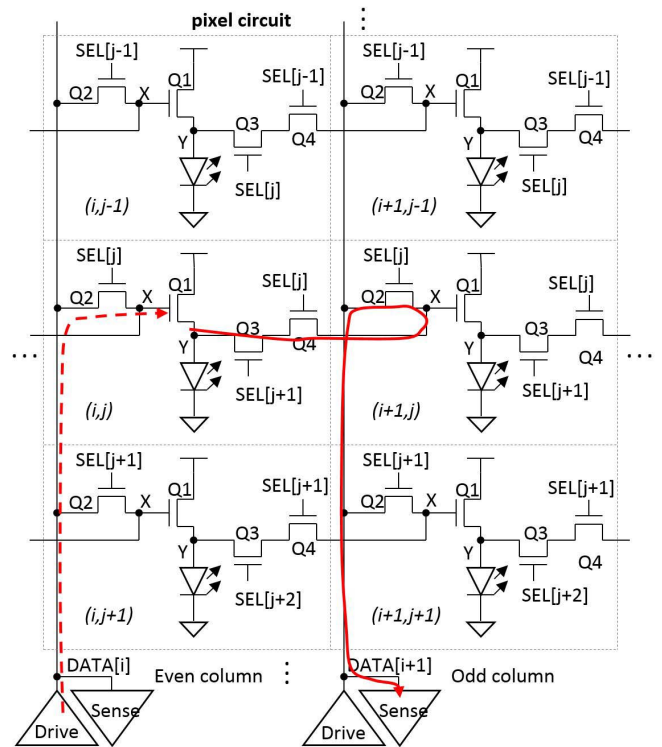 pixel circuit
SEL[j-1] SEL[j-1]
Q1 SEL[j-1] Q1 SEL[j-1]
Q2 X Q2 X
Q3 Q3
Y Q4 Y Q4
SEL[j] SEL[j]
(i,j-1) (i+1,j-1)
SEL[j] SEL[j]
Q1 SEL[j] Q1 SEL[j]
Q2 X Q2 X
Q3 Q3
Y Q4 Y Q4
SEL[j+1] SEL[j+1]
(i,j) (i+1,j)
SEL[j+1] SEL[j+1]
Q1 SEL[j+1] Q1 SEL[j+1]
Q2 X Q2 X
Q3 Q3
Y Q4 Y Q4
SEL[j+2] SEL[j+2]
(i,j+1) (i+1,j+1)
DATA[i] Even column DATA[i+1] Odd column
Sense Sense
Drive Drive